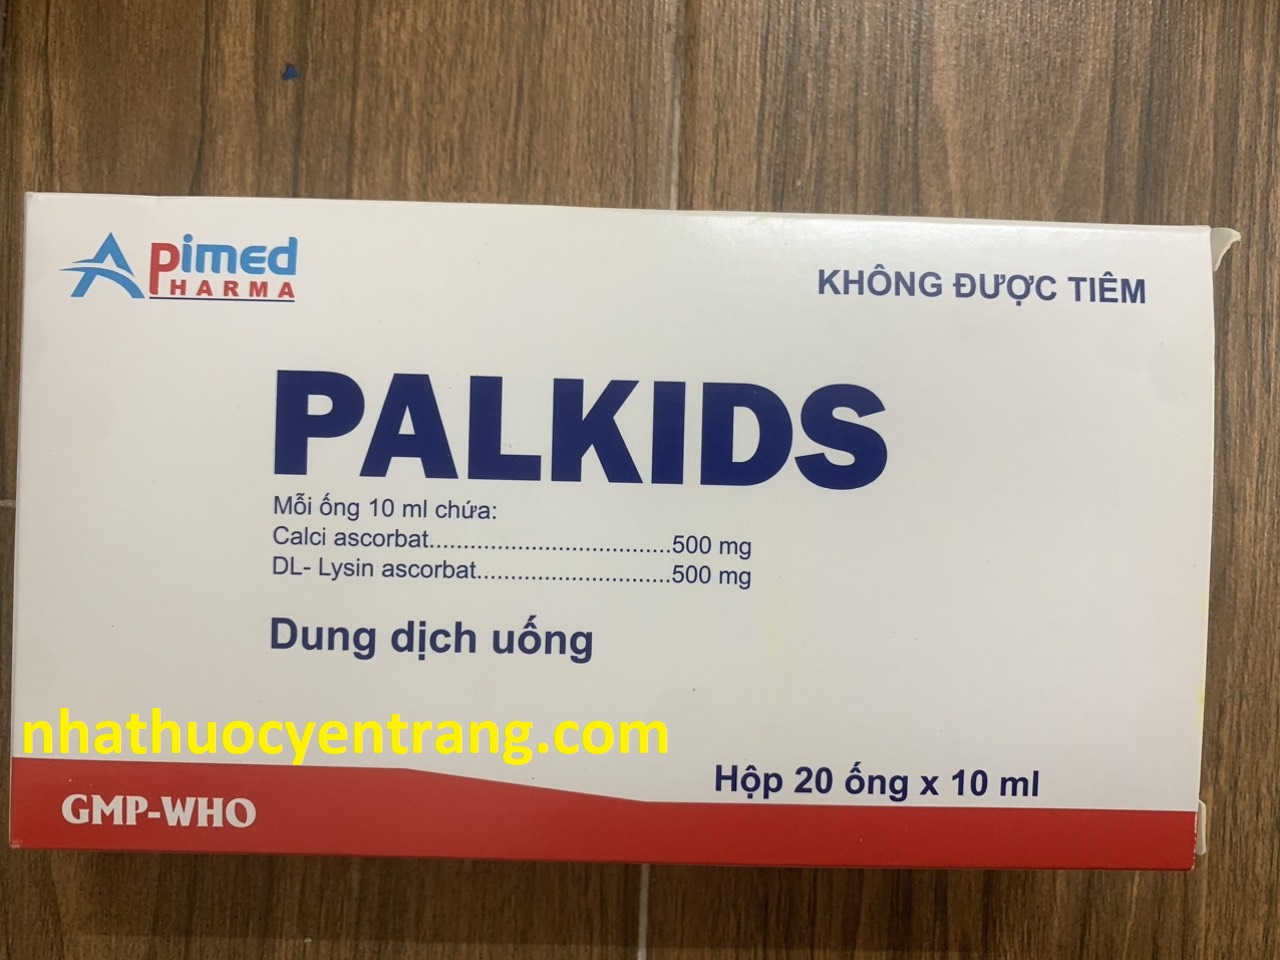 Apimed
PHARMA
KHÔNG ĐƯỢC TIÊM
PALKIDS
Mỗi ống 10 ml chứa:
Calci ascorbat....................................500 mg
DL- Lysin ascorbat.............................500 mg
Dung dịch uống
nhathuocyentrang.com
Hộp 20 ống x 10 ml
GMP-WHO